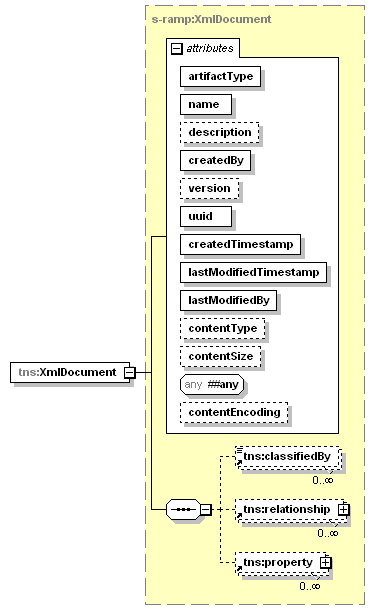 s-ramp:XmlDocument
attributes
artifactType
name
description
createdBy
version
uuid
createdTimestamp
lastModifiedTimestamp
lastModifiedBy
contentType
contentSize
any ##any
contentEncoding
tns:XmlDocument
tns:classifiedBy
0..∞
tns:relationship
0..∞
tns:property
0..∞